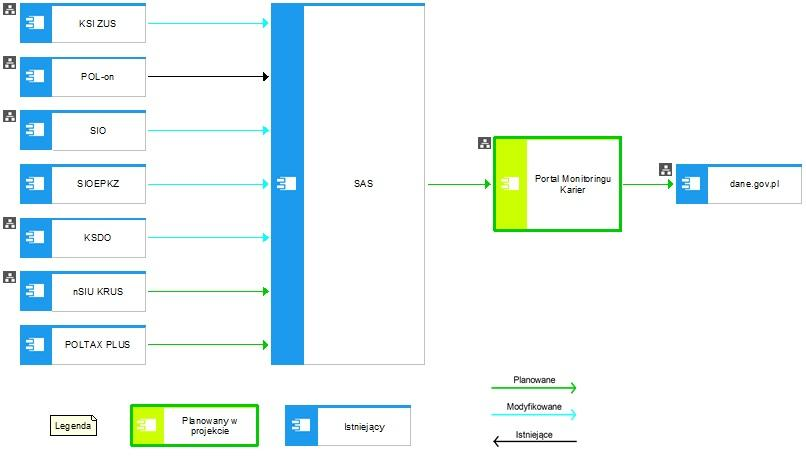 KSI ZUS
POL-on
SIO
SIOEPKZ
KSDO
nSIU KRUS
POLTAX PLUS
SAS
Portal Monitoringu
Karier
dane.gov.pl
Legenda
Planowany w
projekcie
Istniejący
Planowane
Modyfikowane
Istniejące